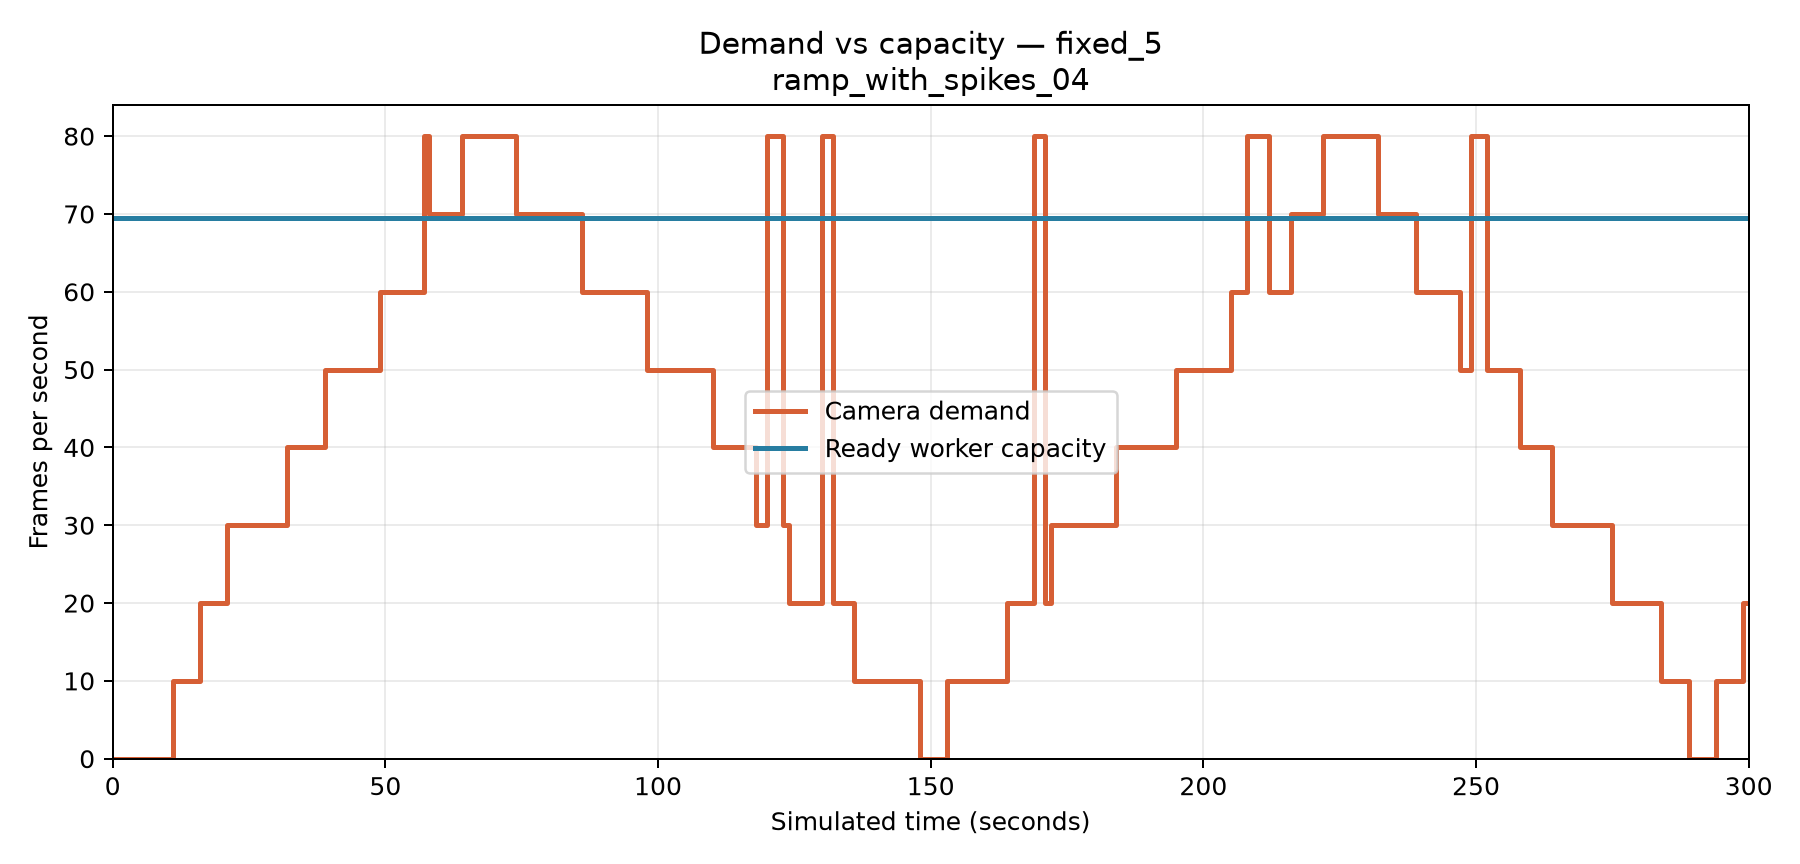 Demand vs capacity — fixed_5
ramp_with_spikes_04
80
70
60
50
40
30
20
10
0
Frames per second
Camera demand
Ready worker capacity
0 50 100 150 200 250 300
Simulated time (seconds)